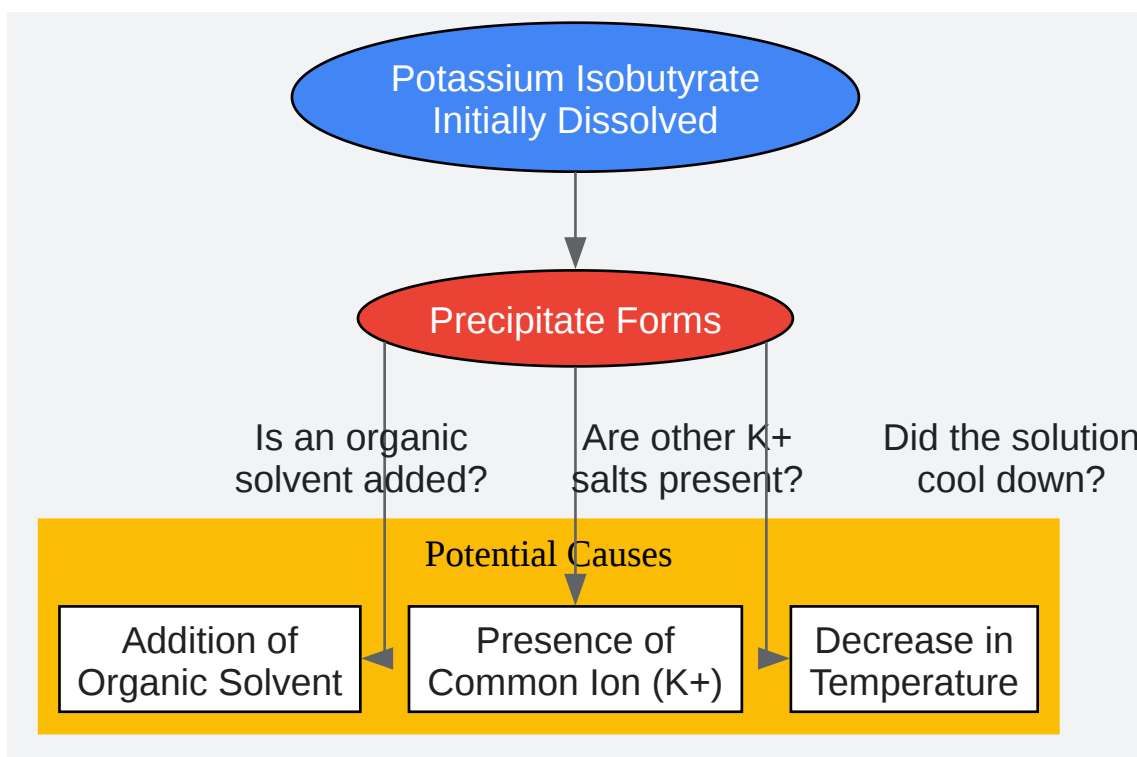 Potassium Isobutyrate
Initially Dissolved
Precipitate Forms
Is an organic
solvent added?
Are other K+
salts present?
Did the solution
cool down?
Potential Causes
Addition of
Organic Solvent
Presence of
Common Ion (K+)
Decrease in
Temperature